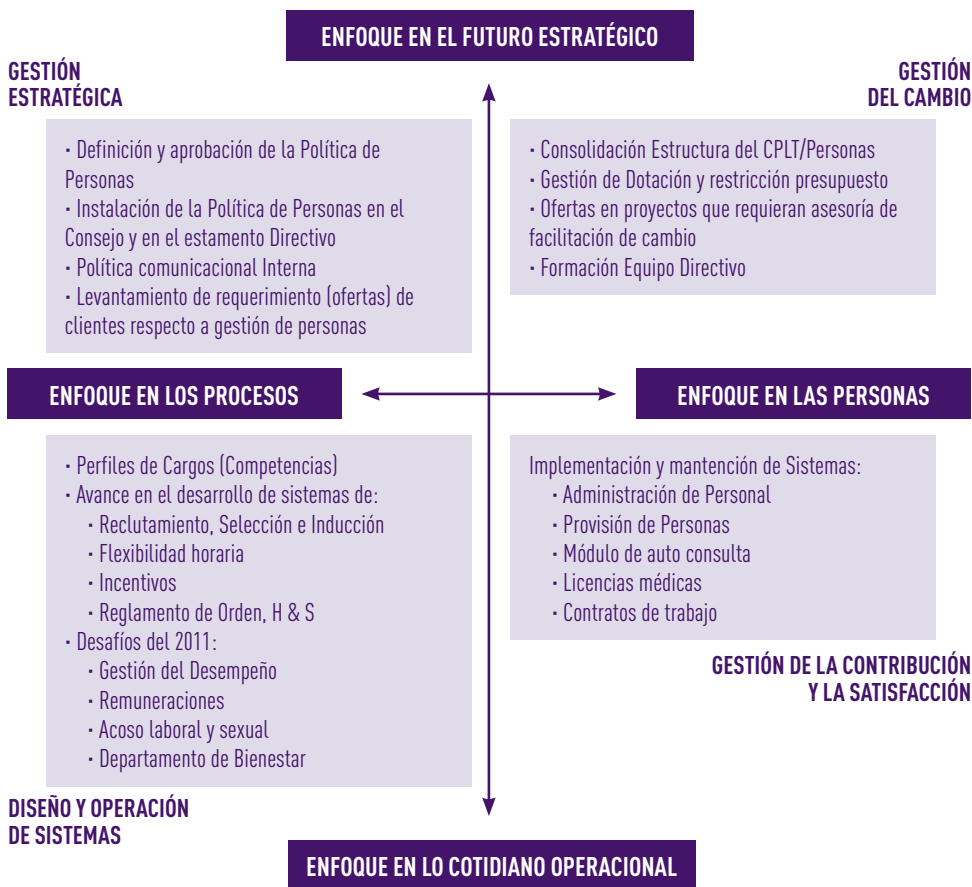 ENFOQUE EN EL FUTURO ESTRATÉGICO
GESTIÓN
ESTRATÉGICA
GESTIÓN
DEL CAMBIO
· Definición y aprobación de la Política de
Personas
· Instalación de la Política de Personas en el
Consejo y en el estamento Directivo
· Política comunicacional Interna
· Levantamiento de requerimiento (ofertas) de
clientes respecto a gestión de personas
· Consolidación Estructura del CPLT/Personas
· Gestión de Dotación y restricción presupuesto
· Ofertas en proyectos que requieran asesoría de
facilitación de cambio
· Formación Equipo Directivo
ENFOQUE EN LOS PROCESOS
ENFOQUE EN LAS PERSONAS
· Perfiles de Cargos (Competencias)
· Avance en el desarrollo de sistemas de:
· Reclutamiento, Selección e Inducción
· Flexibilidad horaria
· Incentivos
· Reglamento de Orden, H & S
· Desafíos del 2011:
· Gestión del Desempeño
· Remuneraciones
· Acoso laboral y sexual
· Departamento de Bienestar
Implementación y mantención de Sistemas:
· Administración de Personal
· Provisión de Personas
· Módulo de auto consulta
· Licencias médicas
· Contratos de trabajo
GESTIÓN DE LA CONTRIBUCIÓN
Y LA SATISFACCIÓN
DISEÑO Y OPERACIÓN
DE SISTEMAS
ENFOQUE EN LO COTIDIANO OPERACIONAL